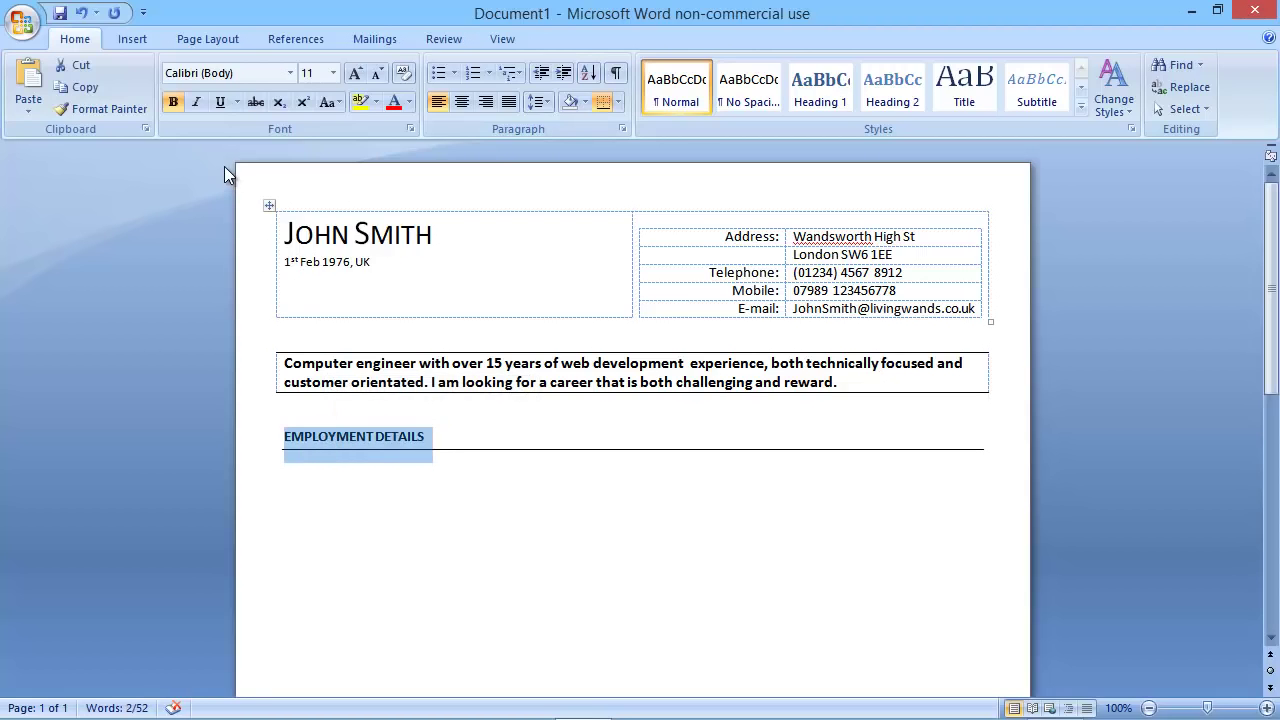 Document1 - Microsoft Word non-commercial use
Home Insert Page Layout References Mailings Review View
Paste
Cut
Copy
Format Painter
Clipboard
Calibri (Body) 11
B I U abc X₂ X² Aa A
Font
Paragraph
AaBbCcDc AaBbCcDc AaBbCc AaBbCc AaB AaBbCc.
¶ Normal ¶ No Spaci... Heading 1 Heading 2 Title Subtitle
Change
Styles
Styles
Find
Replace
Select
Editing
JOHN SMITH
1st Feb 1976, UK
Address: Wandsworth High St
London SW6 1EE
Telephone: (01234) 4567 8912
Mobile: 07989 123456778
E-mail: JohnSmith@livingwands.co.uk
Computer engineer with over 15 years of web development experience, both technically focused and
customer orientated. I am looking for a career that is both challenging and reward.
EMPLOYMENT DETAILS
Page: 1 of 1 Words: 2/52 100%